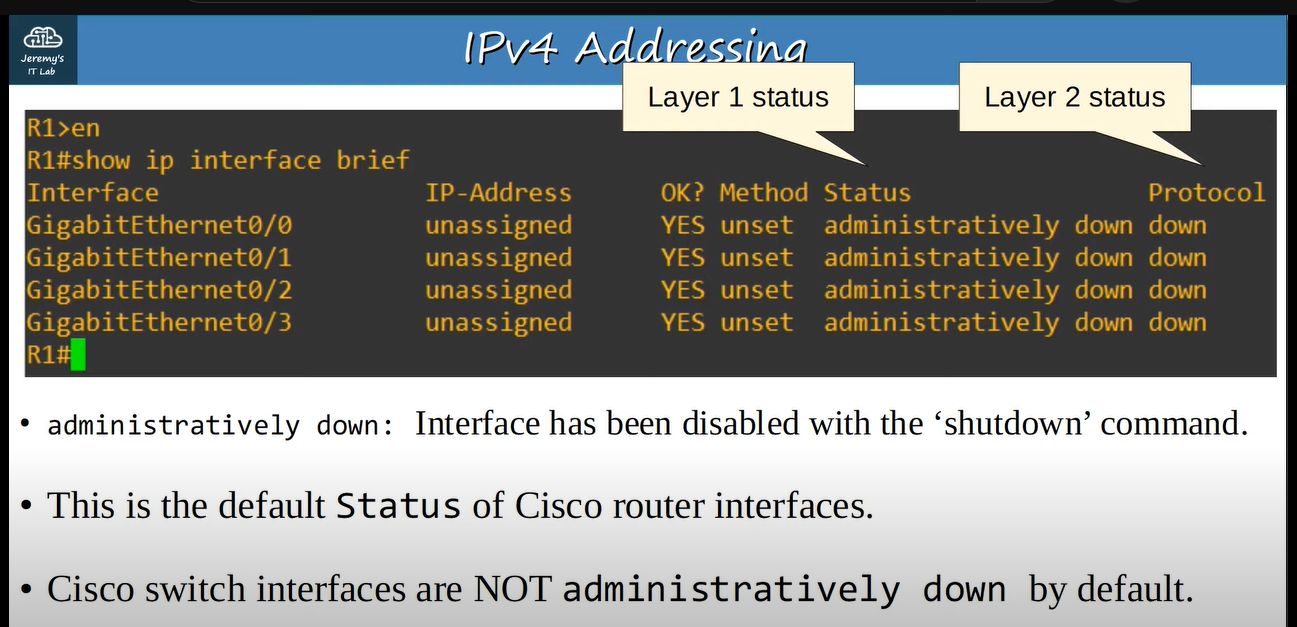 Jeremy's
IT Lab
IPv4 Addressing
Layer 1 status
Layer 2 status
R1>en
R1#show ip interface brief
Interface IP-Address OK? Method Status Protocol
GigabitEthernet0/0 unassigned YES unset administratively down down
GigabitEthernet0/1 unassigned YES unset administratively down down
GigabitEthernet0/2 unassigned YES unset administratively down down
GigabitEthernet0/3 unassigned YES unset administratively down down
R1#
• administratively down: Interface has been disabled with the ‘shutdown’ command.
• This is the default Status of Cisco router interfaces.
• Cisco switch interfaces are NOT administratively down by default.